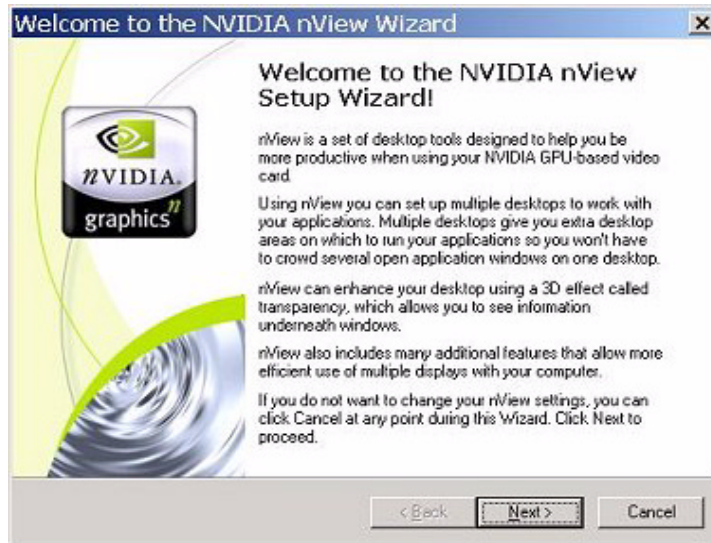 Welcome to the NVIDIA nView Wizard
Welcome to the NVIDIA nView
Setup Wizard!
nVIDIA.
graphics n
nView is a set of desktop tools designed to help you be
more productive when using your NVIDIA GPU-based video
card.
Using nView you can set up multiple desktops to work with
your applications. Multiple desktops give you extra desktop
areas on which to run your applications so you won't have
to crowd several open application windows on one desktop.
nView can enhance your desktop using a 3D effect called
transparency, which allows you to see information
underneath windows.
nView also includes many additional features that allow more
efficient use of multiple displays with your computer.
If you do not want to change your nView settings, you can
click Cancel at any point during this Wizard. Click Next to
proceed.
< Back Next > Cancel